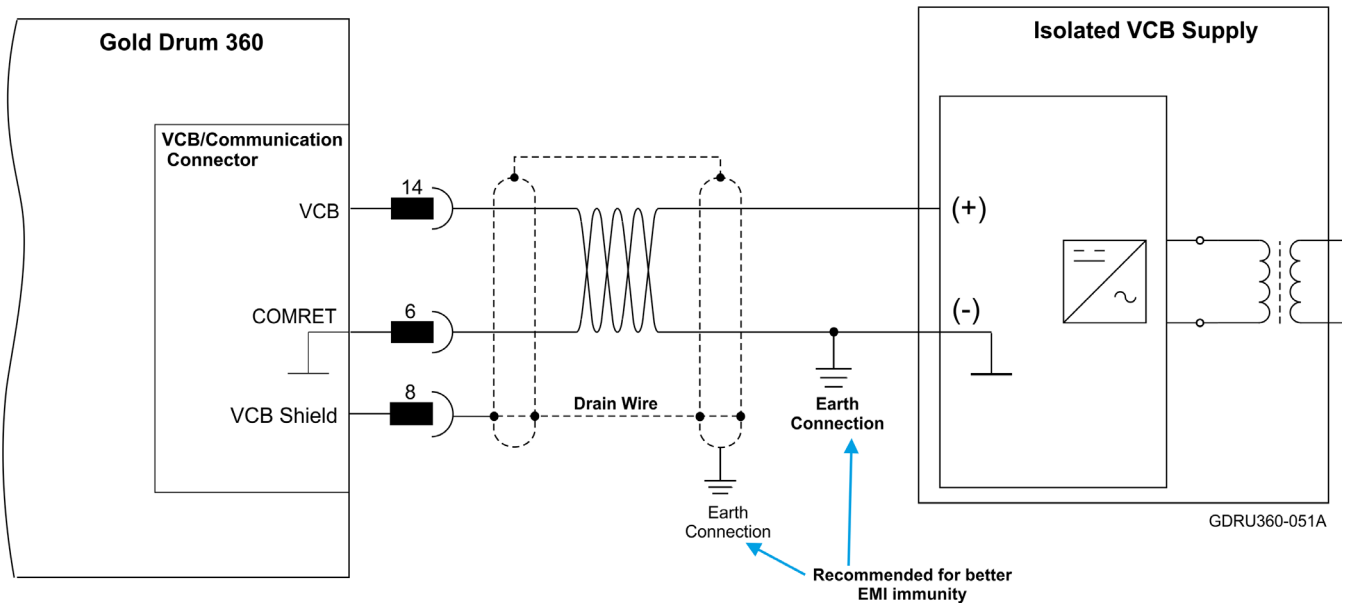 Gold Drum 360
Isolated VCB Supply
VCB/Communication
Connector
VCB
14
(+)
COMRET
6
(-)
VCB Shield
8
Drain Wire
Earth
Connection
Earth
Connection
GDRU360-051A
Recommended for better
EMI immunity